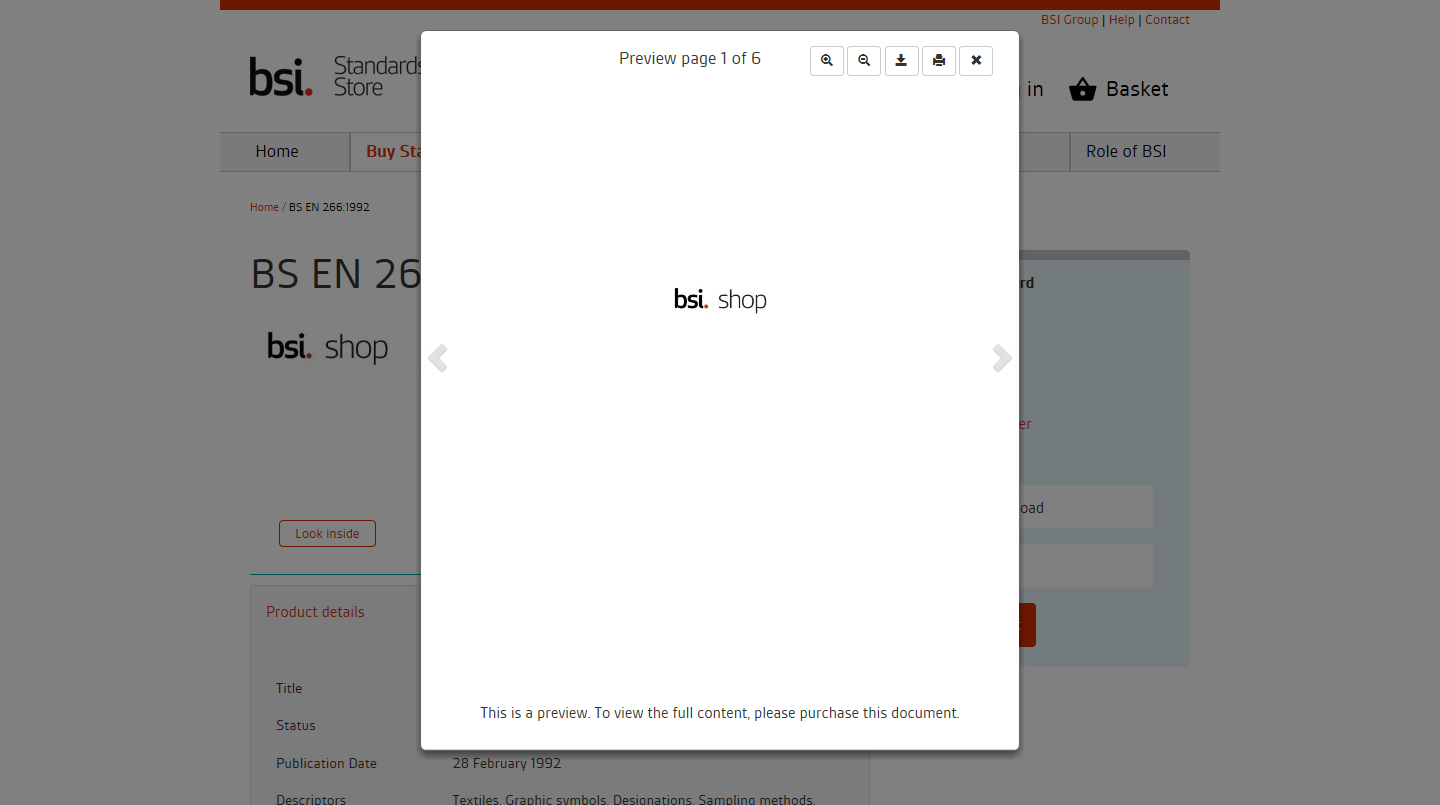 BSI Group | Help | Contact
bsi. Standards
Store
in
Basket
Home
Buy Sta
Role of BSI
Home / BS EN 266:1992
BS EN 26
bsi. shop
Look inside
Product details
Title
Status
Publication Date
28 February 1992
Descriptors
Textiles, Graphic symbols, Designations, Sampling methods,
Preview page 1 of 6
bsi. shop
This is a preview. To view the full content, please purchase this document.
rd
er
oad